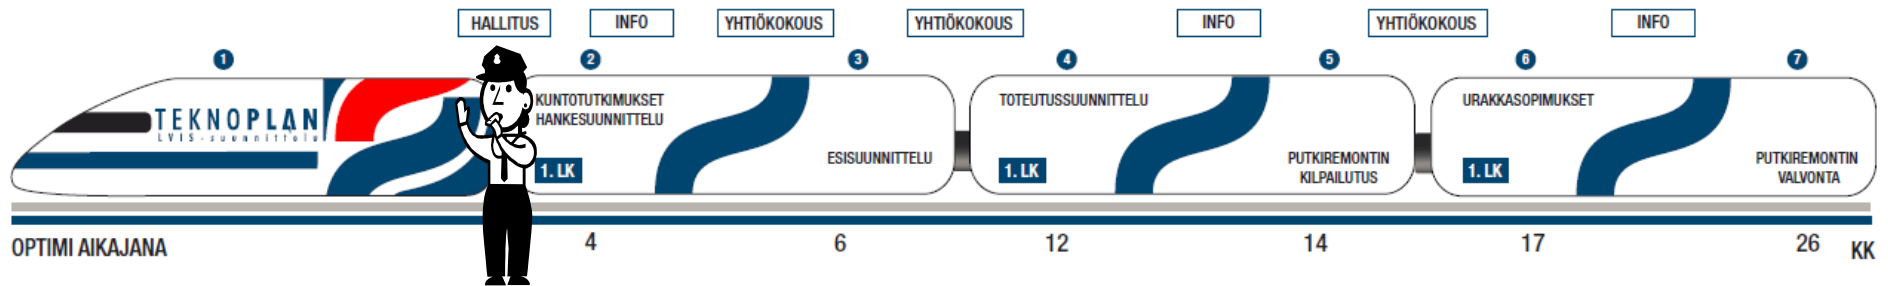 HALLITUS
INFO
YHTIÖKOKOUS
YHTIÖKOKOUS
INFO
YHTIÖKOKOUS
INFO
1
2
3
4
5
6
7
TEKNOPLAN
LVIS-suunnittelu
KUNTOTUTKIMUKSET
HANKESUUNNITTELU
1. LK
ESISUUNNITTELU
TOTEUTUSSUUNNITTELU
1. LK
PUTKIREMONTIN
KILPAILUTUS
URAKKASOPIMUKSET
1. LK
PUTKIREMONTIN
VALVONTA
OPTIMI AIKAJANA
4
6
12
14
17
26
KK